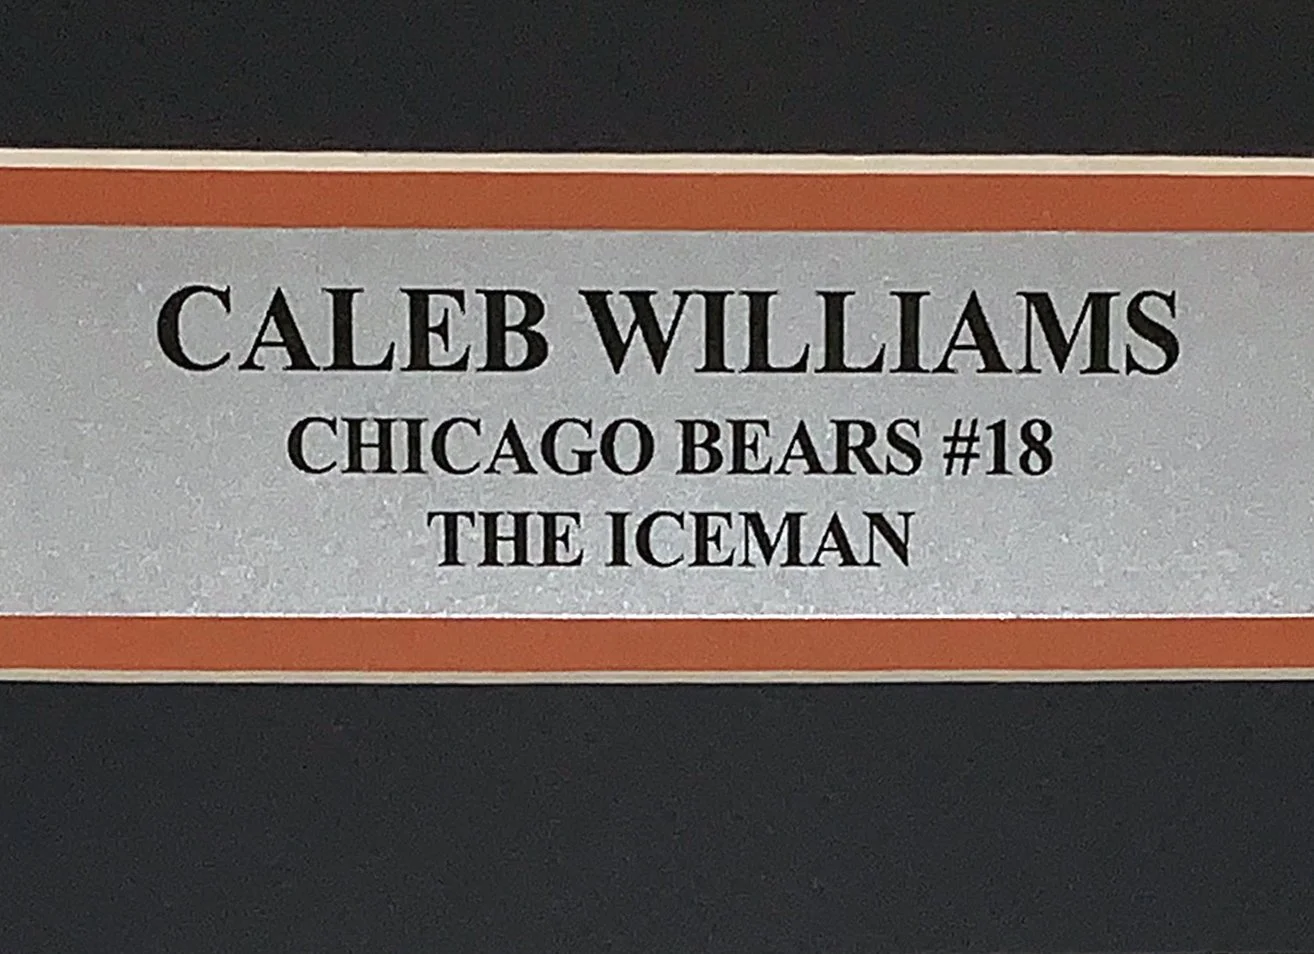 CALEB WILLIAMS
CHICAGO BEARS #18
THE ICEMAN